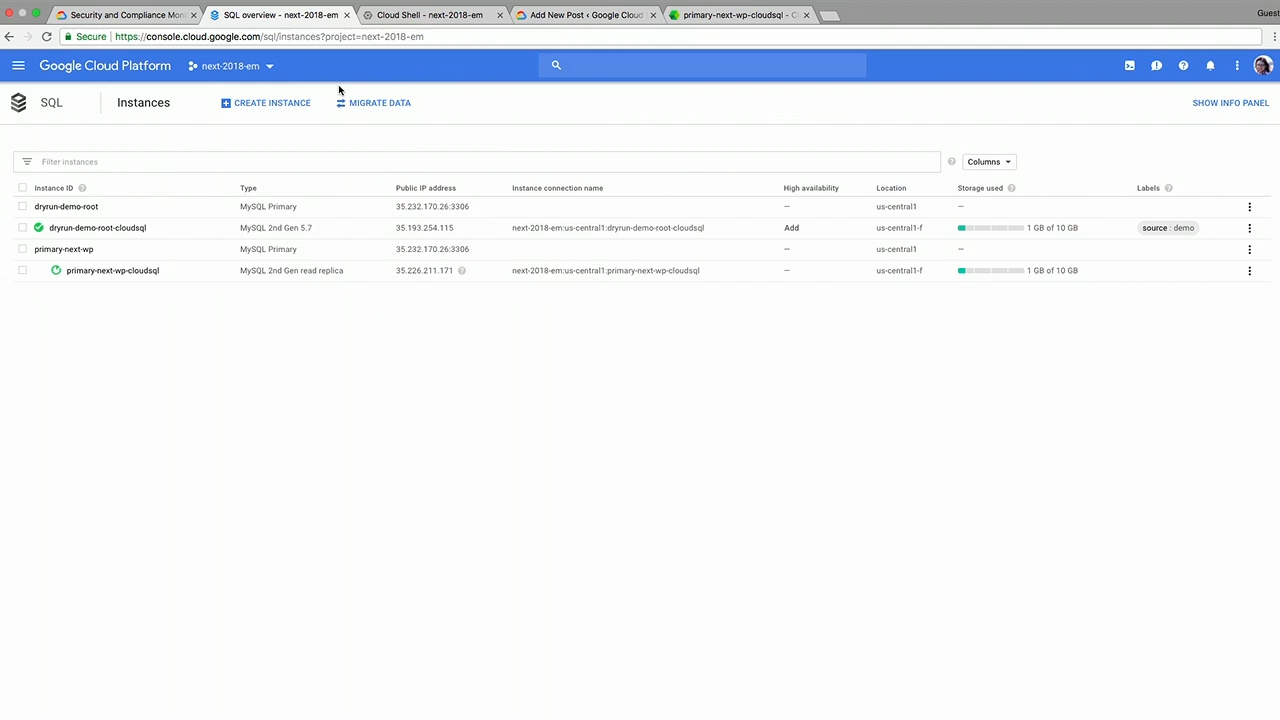 Security and Compliance Mon
SQL overview - next-2018-em
Cloud Shell - next-2018-em
Add New Post ‹ Google Cloud
primary-next-wp-cloudsql - C
Guest
Secure
https://console.cloud.google.com/sql/instances?project=next-2018-em
Google Cloud Platform
next-2018-em
SQL
Instances
CREATE INSTANCE
MIGRATE DATA
SHOW INFO PANEL
Filter instances
Columns
Instance ID Type Public IP address Instance connection name High availability Location Storage used Labels
dryrun-demo-root MySQL Primary 35.232.170.26:3306 – us-central1 –
dryrun-demo-root-cloudsql MySQL 2nd Gen 5.7 35.193.254.115 next-2018-em:us-central1:dryrun-demo-root-cloudsql Add us-central1-f 1 GB of 10 GB source : demo
primary-next-wp MySQL Primary 35.232.170.26:3306 – us-central1 –
primary-next-wp-cloudsql MySQL 2nd Gen read replica 35.226.211.171 next-2018-em:us-central1:primary-next-wp-cloudsql – us-central1-f 1 GB of 10 GB